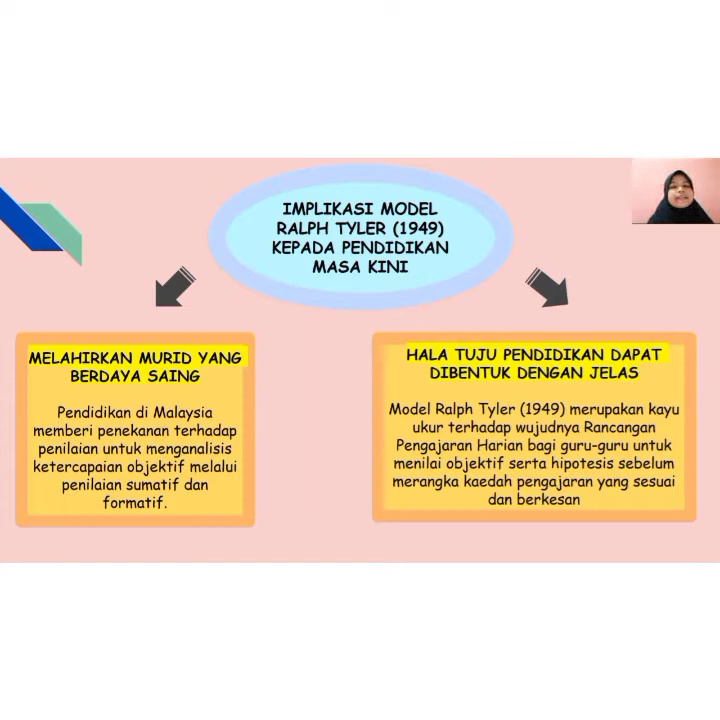 IMPLIKASI MODEL
RALPH TYLER (1949)
KEPADA PENDIDIKAN
MASA KINI
MELAHIRKAN MURID YANG
BERDAYA SAING
Pendidikan di Malaysia
memberi penekanan terhadap
penilaian untuk menganalisis
ketercapaian objektif melalui
penilaian sumatif dan
formatif.
HALA TUJU PENDIDIKAN DAPAT
DIBENTUK DENGAN JELAS
Model Ralph Tyler (1949) merupakan kayu
ukur terhadap wujudnya Rancangan
Pengajaran Harian bagi guru-guru untuk
menilai objektif serta hipotesis sebelum
merangka kaedah pengajaran yang sesuai
dan berkesan